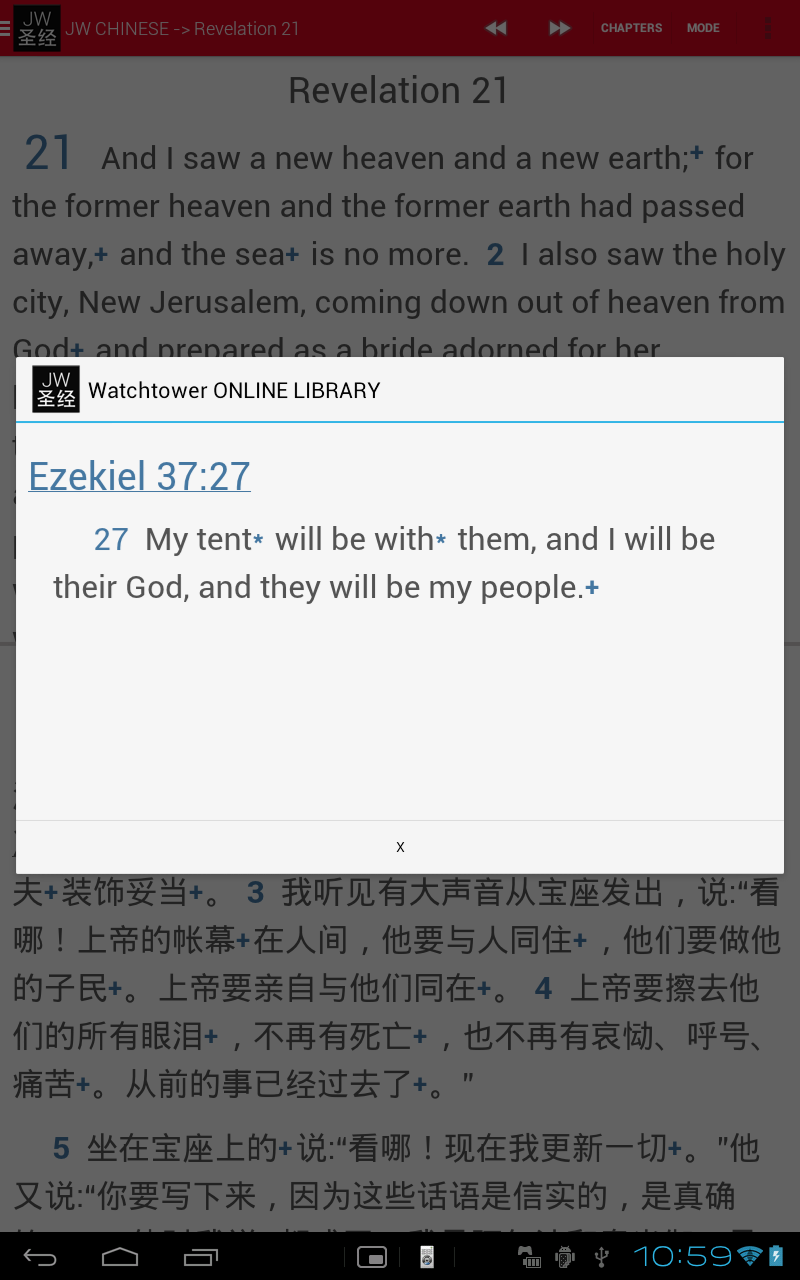 JW
圣经
JW CHINESE -> Revelation 21
CHAPTERS
MODE
Revelation 21
21 And I saw a new heaven and a new earth;+ for
the former heaven and the former earth had passed
away,+ and the sea+ is no more. 2 I also saw the holy
city, New Jerusalem, coming down out of heaven from
God+ and prepared as a bride adorned for her
JW
圣经
Watchtower ONLINE LIBRARY
Ezekiel 37:27
27 My tent* will be with* them, and I will be
their God, and they will be my people.+
X
夫+装饰妥当+。 3 我听见有大声音从宝座发出，说:“看
哪！上帝的帐幕+在人间，他要与人同住+，他们要做他
的子民+。上帝要亲自与他们同在+。 4 上帝要擦去他
们的所有眼泪+，不再有死亡+，也不再有哀恸、呼号、
痛苦+。从前的事已经过去了+。”
5 坐在宝座上的+说:“看哪！现在我更新一切+。”他
又说:“你要写下来，因为这些话语是信实的，是真确
10:59